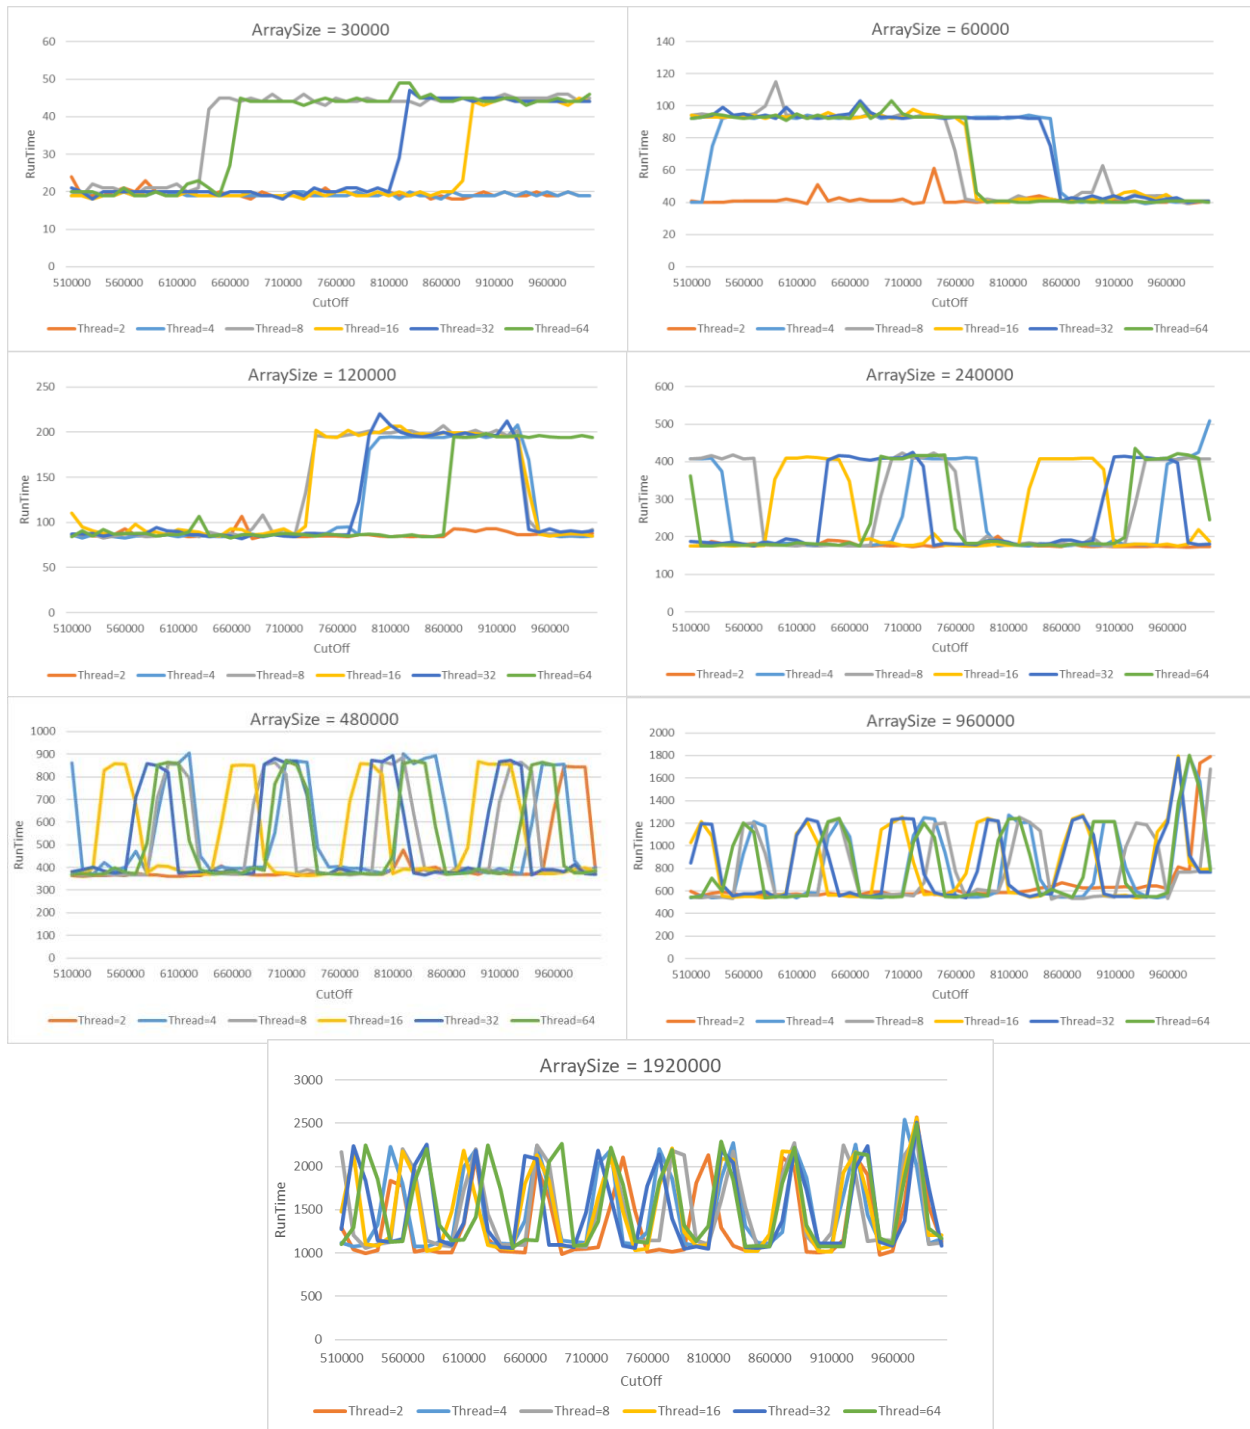 ArraySize = 30000
60
50
40
30
20
10
0
RunTime
510000 560000 610000 660000 710000 760000 810000 860000 910000 960000
CutOff
Thread=2 Thread=4 Thread=8 Thread=16 Thread=32 Thread=64
ArraySize = 60000
140
120
100
80
60
40
20
0
RunTime
510000 560000 610000 660000 710000 760000 810000 860000 910000 960000
CutOff
Thread=2 Thread=4 Thread=8 Thread=16 Thread=32 Thread=64
ArraySize = 120000
250
200
150
100
50
0
RunTime
510000 560000 610000 660000 710000 760000 810000 860000 910000 960000
CutOff
Thread=2 Thread=4 Thread=8 Thread=16 Thread=32 Thread=64
ArraySize = 240000
600
500
400
300
200
100
0
RunTime
510000 560000 610000 660000 710000 760000 810000 860000 910000 960000
CutOff
Thread=2 Thread=4 Thread=8 Thread=16 Thread=32 Thread=64
ArraySize = 480000
1000
900
800
700
600
500
400
300
200
100
0
RunTime
510000 560000 610000 660000 710000 760000 810000 860000 910000 960000
CutOff
Thread=2 Thread=4 Thread=8 Thread=16 Thread=32 Thread=64
ArraySize = 960000
2000
1800
1600
1400
1200
1000
800
600
400
200
0
RunTime
510000 560000 610000 660000 710000 760000 810000 860000 910000 960000
CutOff
Thread=2 Thread=4 Thread=8 Thread=16 Thread=32 Thread=64
ArraySize = 1920000
3000
2500
2000
1500
1000
500
0
RunTime
510000 560000 610000 660000 710000 760000 810000 860000 910000 960000
CutOff
Thread=2 Thread=4 Thread=8 Thread=16 Thread=32 Thread=64